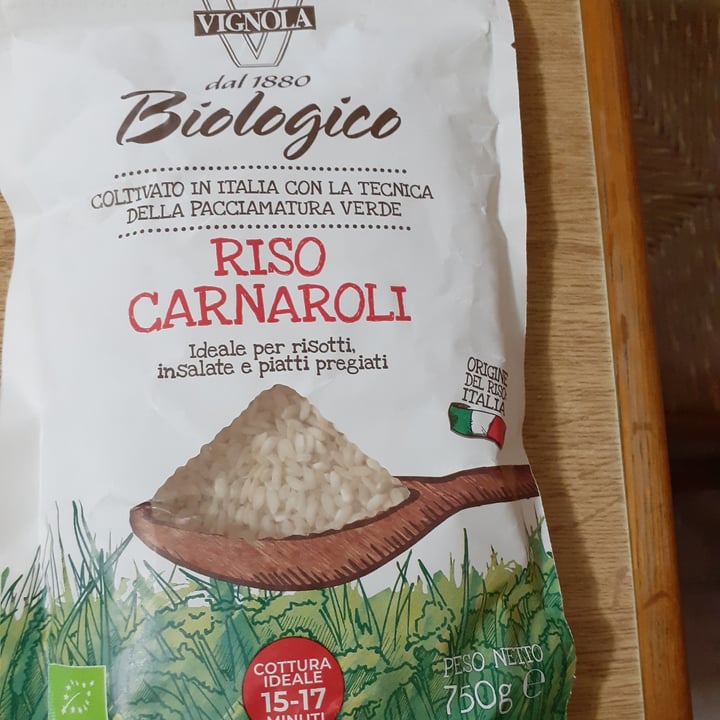 VIGNOLA
dal 1880
Biologico
COLTIVATO IN ITALIA CON LA TECNICA
DELLA PACCIAMATURA VERDE
RISO
CARNAROLI
Ideale per risotti,
insalate e piatti pregiati
ORIGINE
DEL RISO
ITALIA
COTTURA
IDEALE
15-17
MINUTI
PESO NETTO
750g e